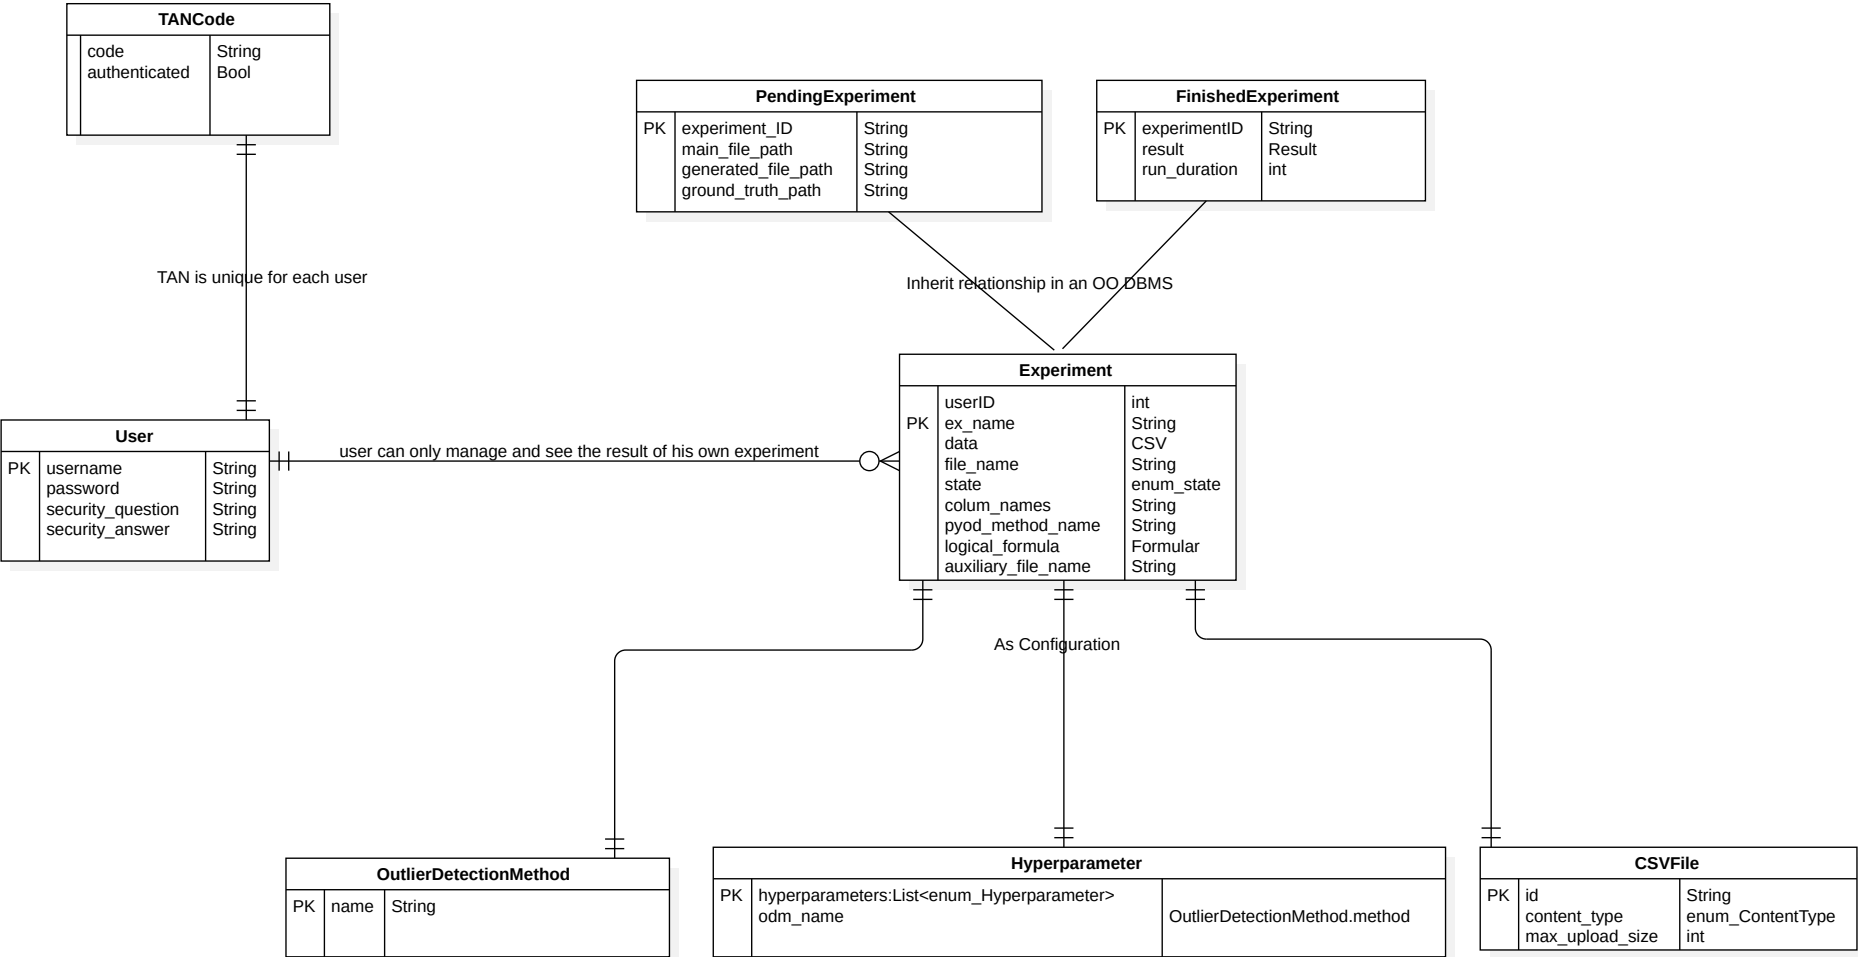 TANCode
code String
authenticated Bool
PendingExperiment
PK experiment_ID String
main_file_path String
generated_file_path String
ground_truth_path String
FinishedExperiment
PK experimentID String
result Result
run_duration int
TAN is unique for each user
Inherit relationship in an OO DBMS
Experiment
userID int
PK ex_name String
data CSV
file_name String
state enum_state
colum_names String
pyod_method_name String
logical_formula Formular
auxiliary_file_name String
User
PK username String
password String
security_question String
security_answer String
user can only manage and see the result of his own experiment
As Configuration
OutlierDetectionMethod
PK name String
Hyperparameter
PK hyperparameters:List<enum_Hyperparameter>
odm_name OutlierDetectionMethod.method
CSVFile
PK id String
content_type enum_ContentType
max_upload_size int